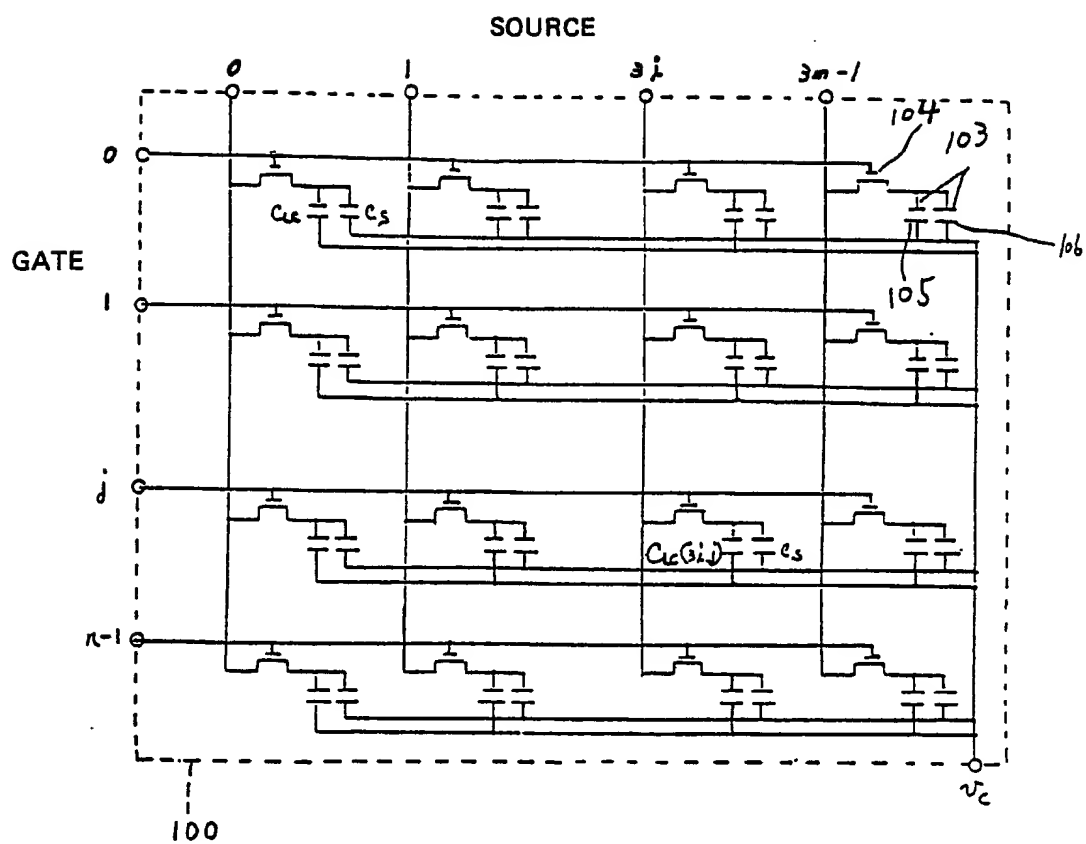 SOURCE
0 1 3i 3m-1
104
103
0
CLC CS
106
GATE
105
1
j
CLC(3i,j) CS
n-1
100
vC